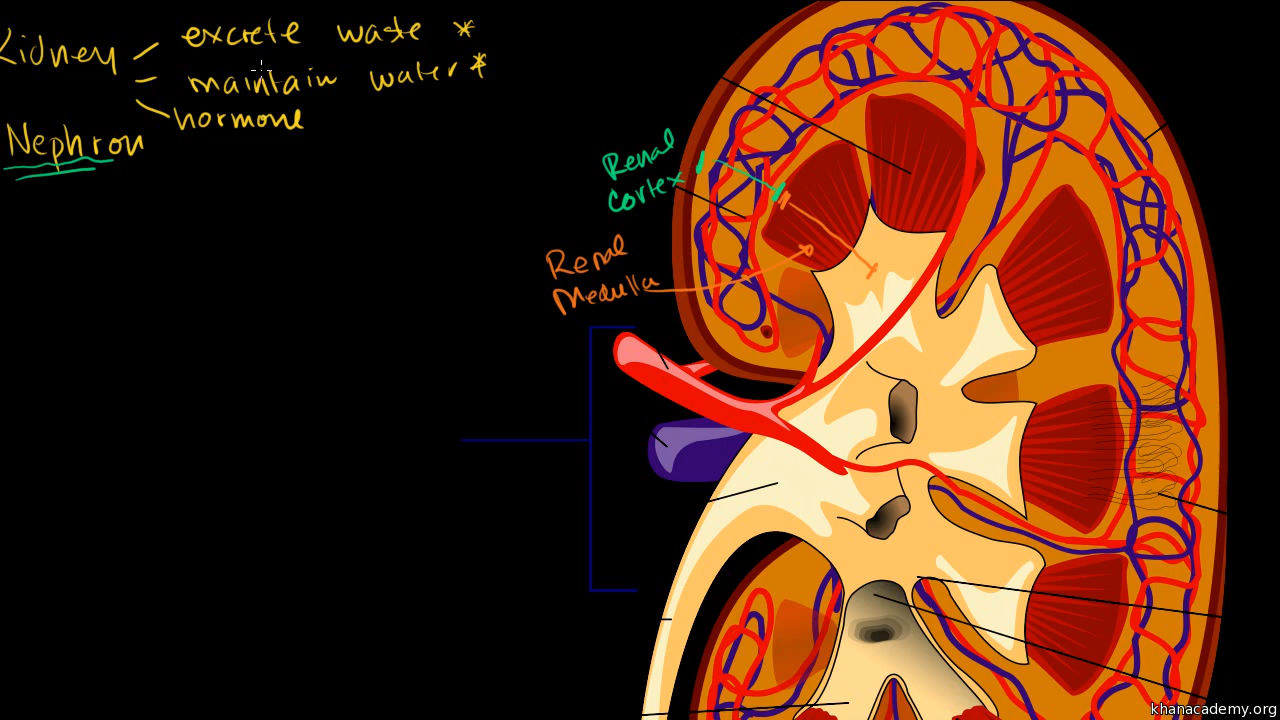 Kidney
excrete waste *
maintain water *
hormone
Nephron
Renal
Cortex
Renal
Medulla
khanacademy.org